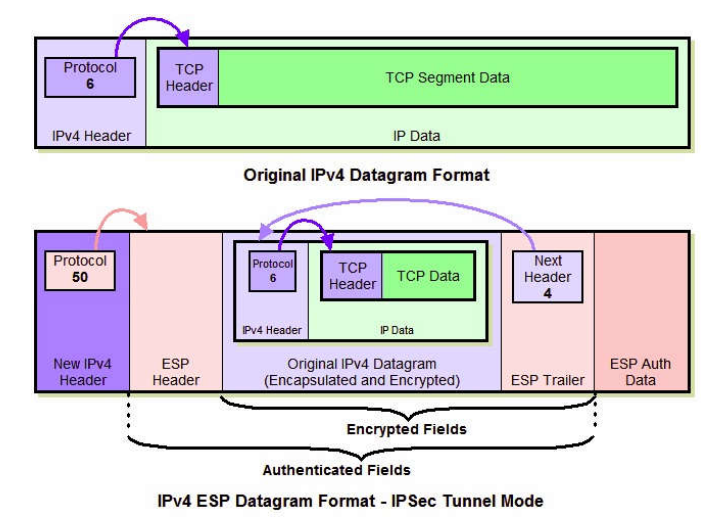 Protocol
6
TCP
Header
TCP Segment Data
IPv4 Header
IP Data
Original IPv4 Datagram Format
Protocol
50
Protocol
6
TCP
Header
TCP Data
Next
Header
4
IPv4 Header
IP Data
New IPv4
Header
ESP
Header
Original IPv4 Datagram
(Encapsulated and Encrypted)
ESP Trailer
ESP Auth
Data
Encrypted Fields
Authenticated Fields
IPv4 ESP Datagram Format - IPSec Tunnel Mode